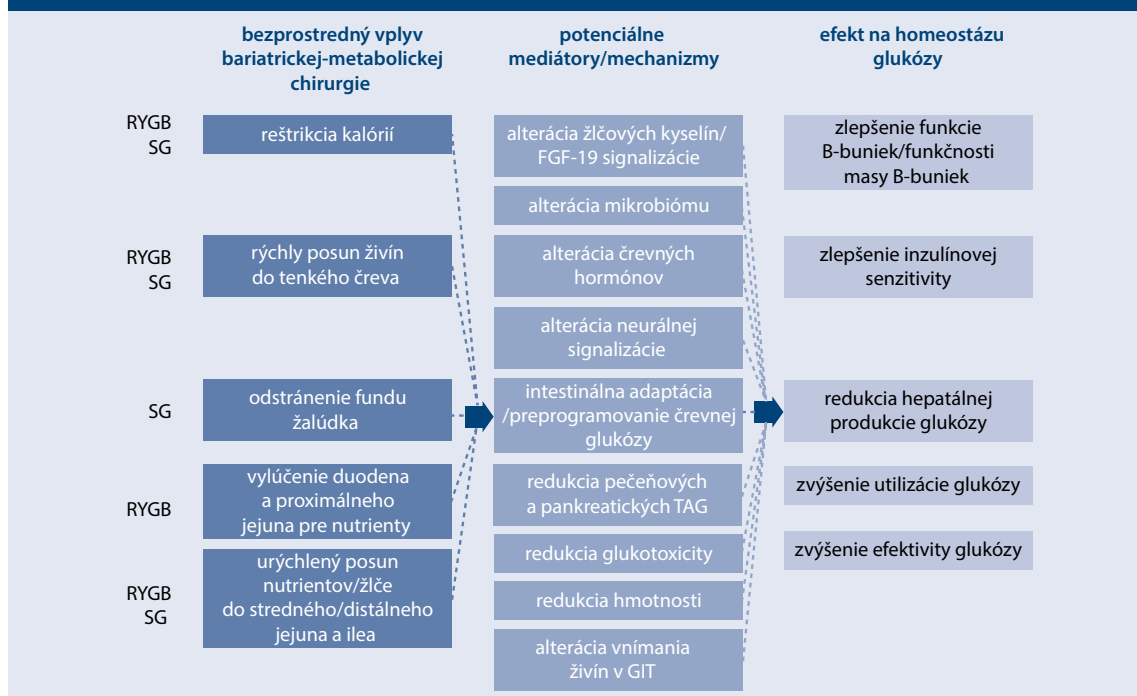 bezprostredný vplyv
bariatrickej-metabolickej
chirurgie
potenciálne
mediátory/mechanizmy
efekt na homeostázu
glukózy
RYGB
SG
reštrikcia kalórií
RYGB
SG
rýchly posun živín
do tenkého čreva
SG
odstránenie fundu
žalúdka
RYGB
vylúčenie duodena
a proximálneho
jejuna pre nutrienty
RYGB
SG
urýchlený posun
nutrientov/žlče
do stredného/distálneho
jejuna a ilea
alterácia žlčových kyselín/
FGF-19 signalizácie
alterácia mikrobiómu
alterácia črevných
hormónov
alterácia neurálnej
signalizácie
intestinálna adaptácia
/preprogramovanie črevnej
glukózy
redukcia pečeňových
a pankreatických TAG
redukcia glukotoxicity
redukcia hmotnosti
alterácia vnímania
živín v GIT
zlepšenie funkcie
B-buniek/funkčnosti
masy B-buniek
zlepšenie inzulínovej
senzitivity
redukcia hepatálnej
produkcie glukózy
zvýšenie utilizácie glukózy
zvýšenie efektivity glukózy